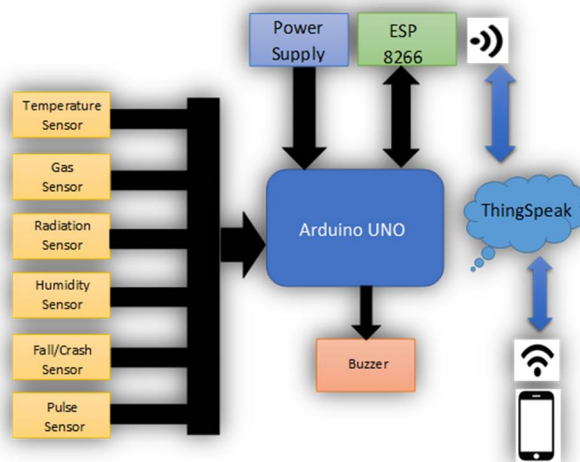 Power
Supply
ESP
8266
Temperature
Sensor
Gas
Sensor
Radiation
Sensor
Humidity
Sensor
Fall/Crash
Sensor
Pulse
Sensor
Arduino UNO
ThingSpeak
Buzzer